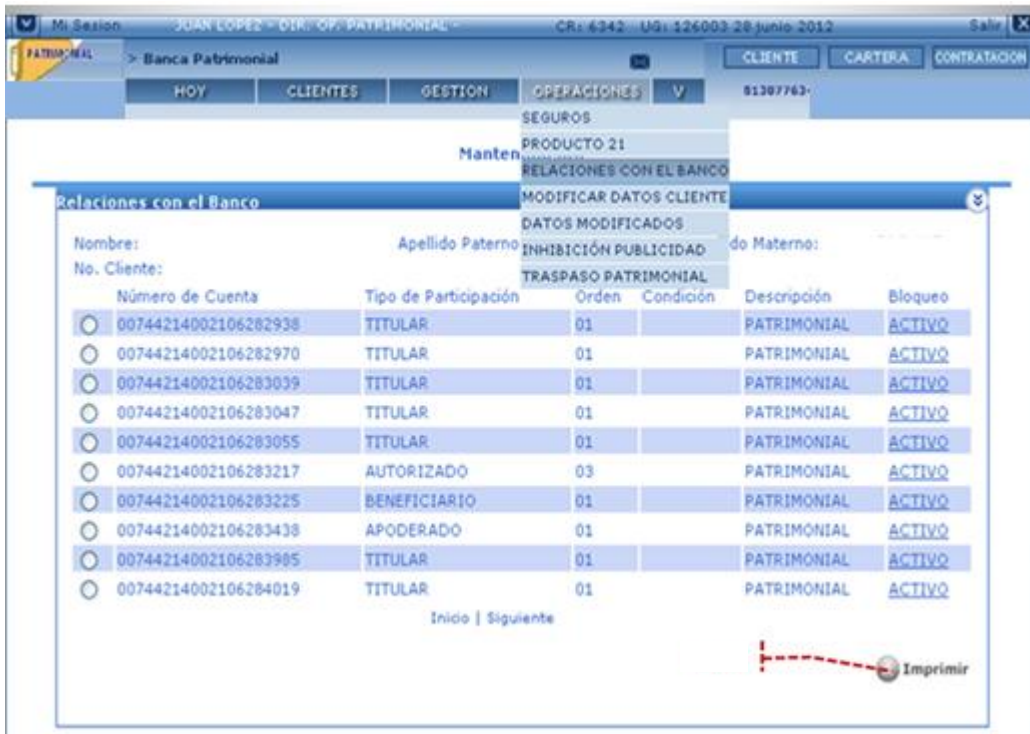 Mi Sesion JUAN LOPEZ - DIR. OF. PATRIMONIAL - CR: 6342 UG: 126003 28 junio 2012 Salir
PATRIMONIAL > Banca Patrimonial CLIENTE CARTERA CONTRATACION
HOY CLIENTES GESTION OPERACIONES V 81307763-
SEGUROS
PRODUCTO 21
Manten
RELACIONES CON EL BANCO
MODIFICAR DATOS CLIENTE
Relaciones con el Banco
DATOS MODIFICADOS
Nombre: Apellido Paterno INHIBICIÓN PUBLICIDAD do Materno:
No. Cliente:
TRASPASO PATRIMONIAL
Número de Cuenta Tipo de Participación Orden Condición Descripción Bloqueo
00744214002106282938 TITULAR 01 PATRIMONIAL ACTIVO
00744214002106282970 TITULAR 01 PATRIMONIAL ACTIVO
00744214002106283039 TITULAR 01 PATRIMONIAL ACTIVO
00744214002106283047 TITULAR 01 PATRIMONIAL ACTIVO
00744214002106283055 TITULAR 01 PATRIMONIAL ACTIVO
00744214002106283217 AUTORIZADO 03 PATRIMONIAL ACTIVO
00744214002106283225 BENEFICIARIO 01 PATRIMONIAL ACTIVO
00744214002106283438 APODERADO 01 PATRIMONIAL ACTIVO
00744214002106283985 TITULAR 01 PATRIMONIAL ACTIVO
00744214002106284019 TITULAR 01 PATRIMONIAL ACTIVO
Inicio | Siguiente
Imprimir